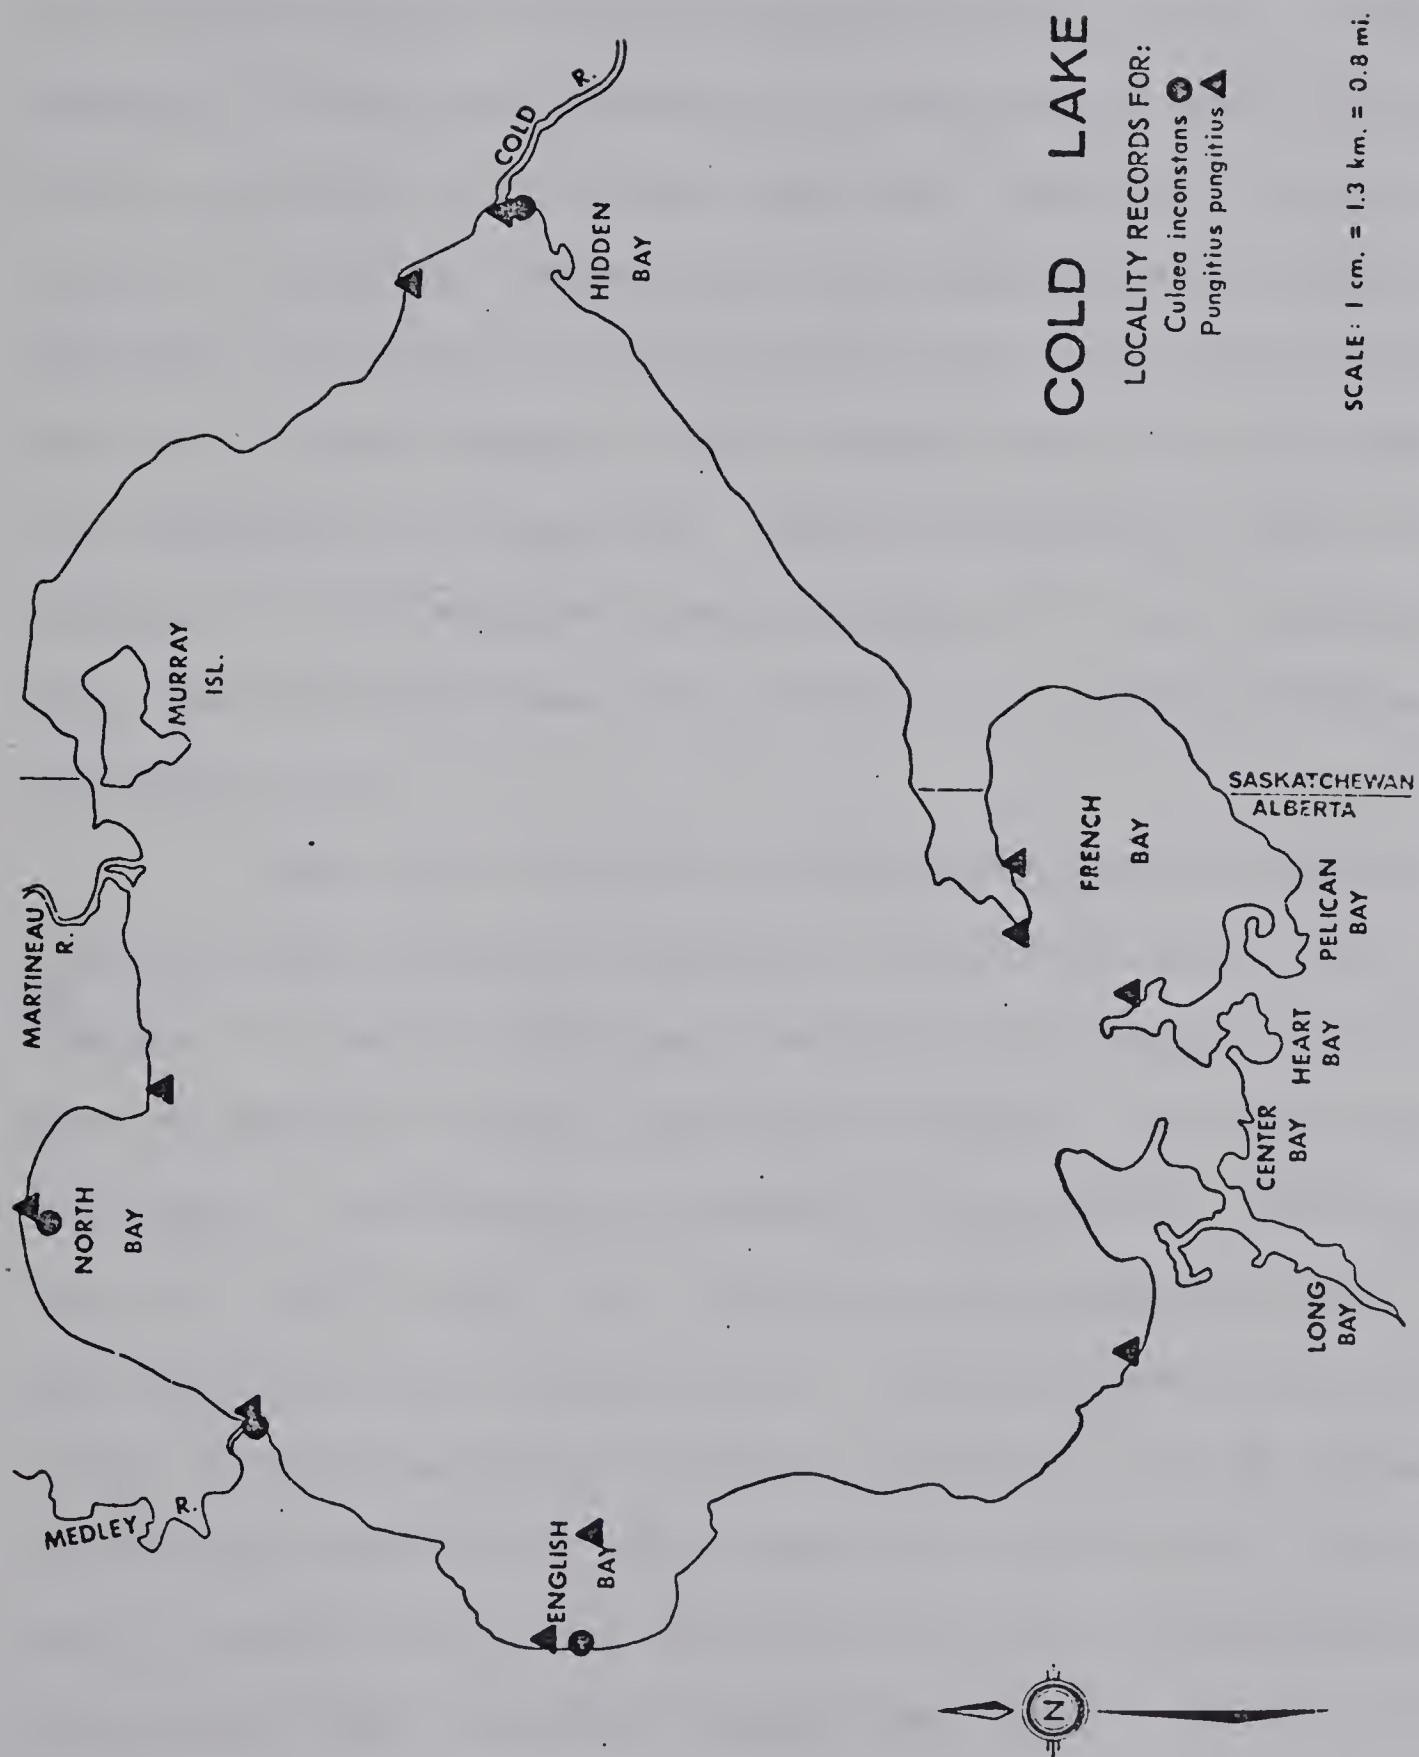 COLD LAKE
LOCALITY RECORDS FOR:
Culaea inconstans
Pungitius pungitius
SCALE: 1 cm. = 1.3 km. = 0.8 mi.
COLD R.
HIDDEN
BAY
MURRAY
ISL.
MARTINEAU
R.
NORTH
BAY
MEDLEY R.
ENGLISH
BAY
FRENCH
BAY
SASKATCHEWAN
ALBERTA
PELICAN
BAY
HEART
BAY
CENTER
BAY
LONG
BAY
N